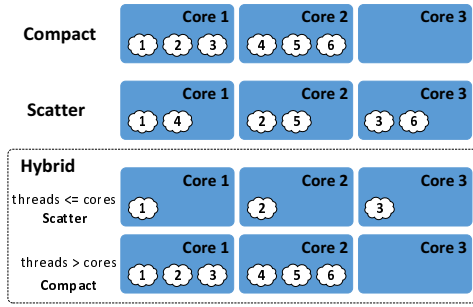 Compact
Core 1 Core 2 Core 3
1 2 3 4 5 6
Scatter
Core 1 Core 2 Core 3
1 4 2 5 3 6
Hybrid
threads <= cores
Scatter
Core 1 Core 2 Core 3
1 2 3
threads > cores
Compact
Core 1 Core 2 Core 3
1 2 3 4 5 6